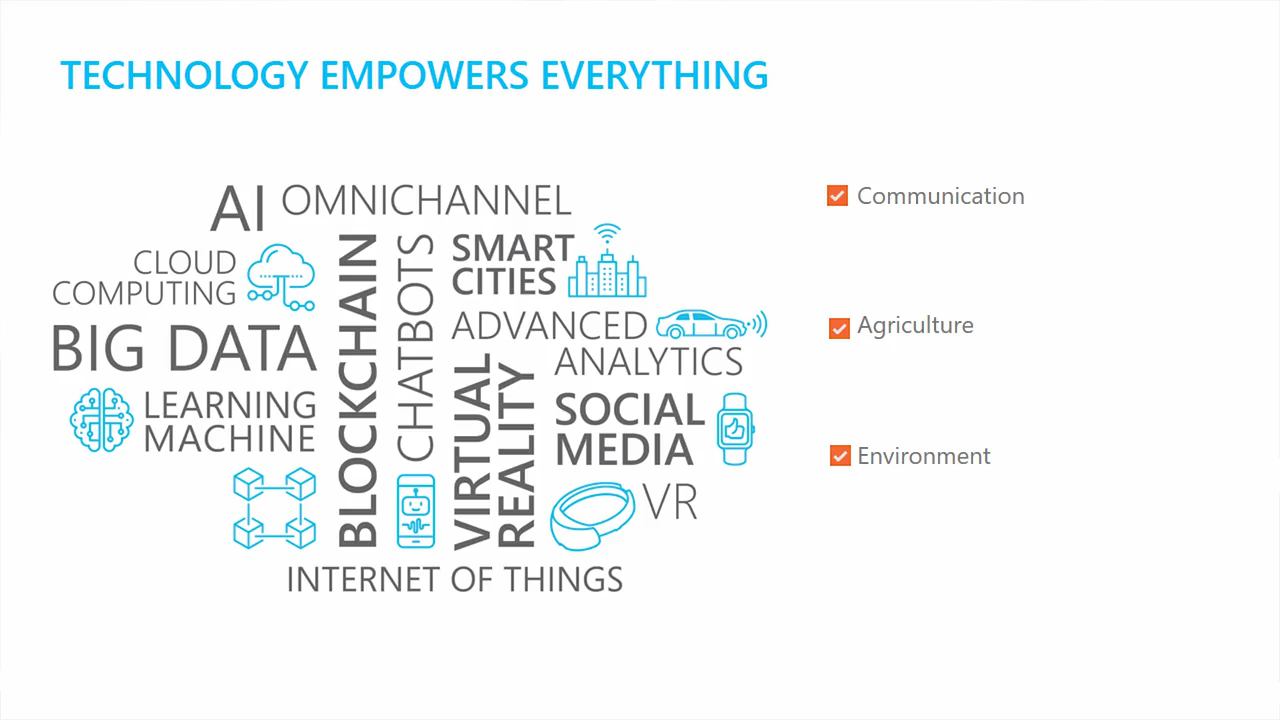 TECHNOLOGY EMPOWERS EVERYTHING
AI OMNICHANNEL
CLOUD
COMPUTING
BIG DATA
LEARNING
MACHINE
BLOCKCHAIN
CHATBOTS
SMART
CITIES
ADVANCED
ANALYTICS
VIRTUAL
REALITY
SOCIAL
MEDIA
VR
INTERNET OF THINGS
Communication
Agriculture
Environment